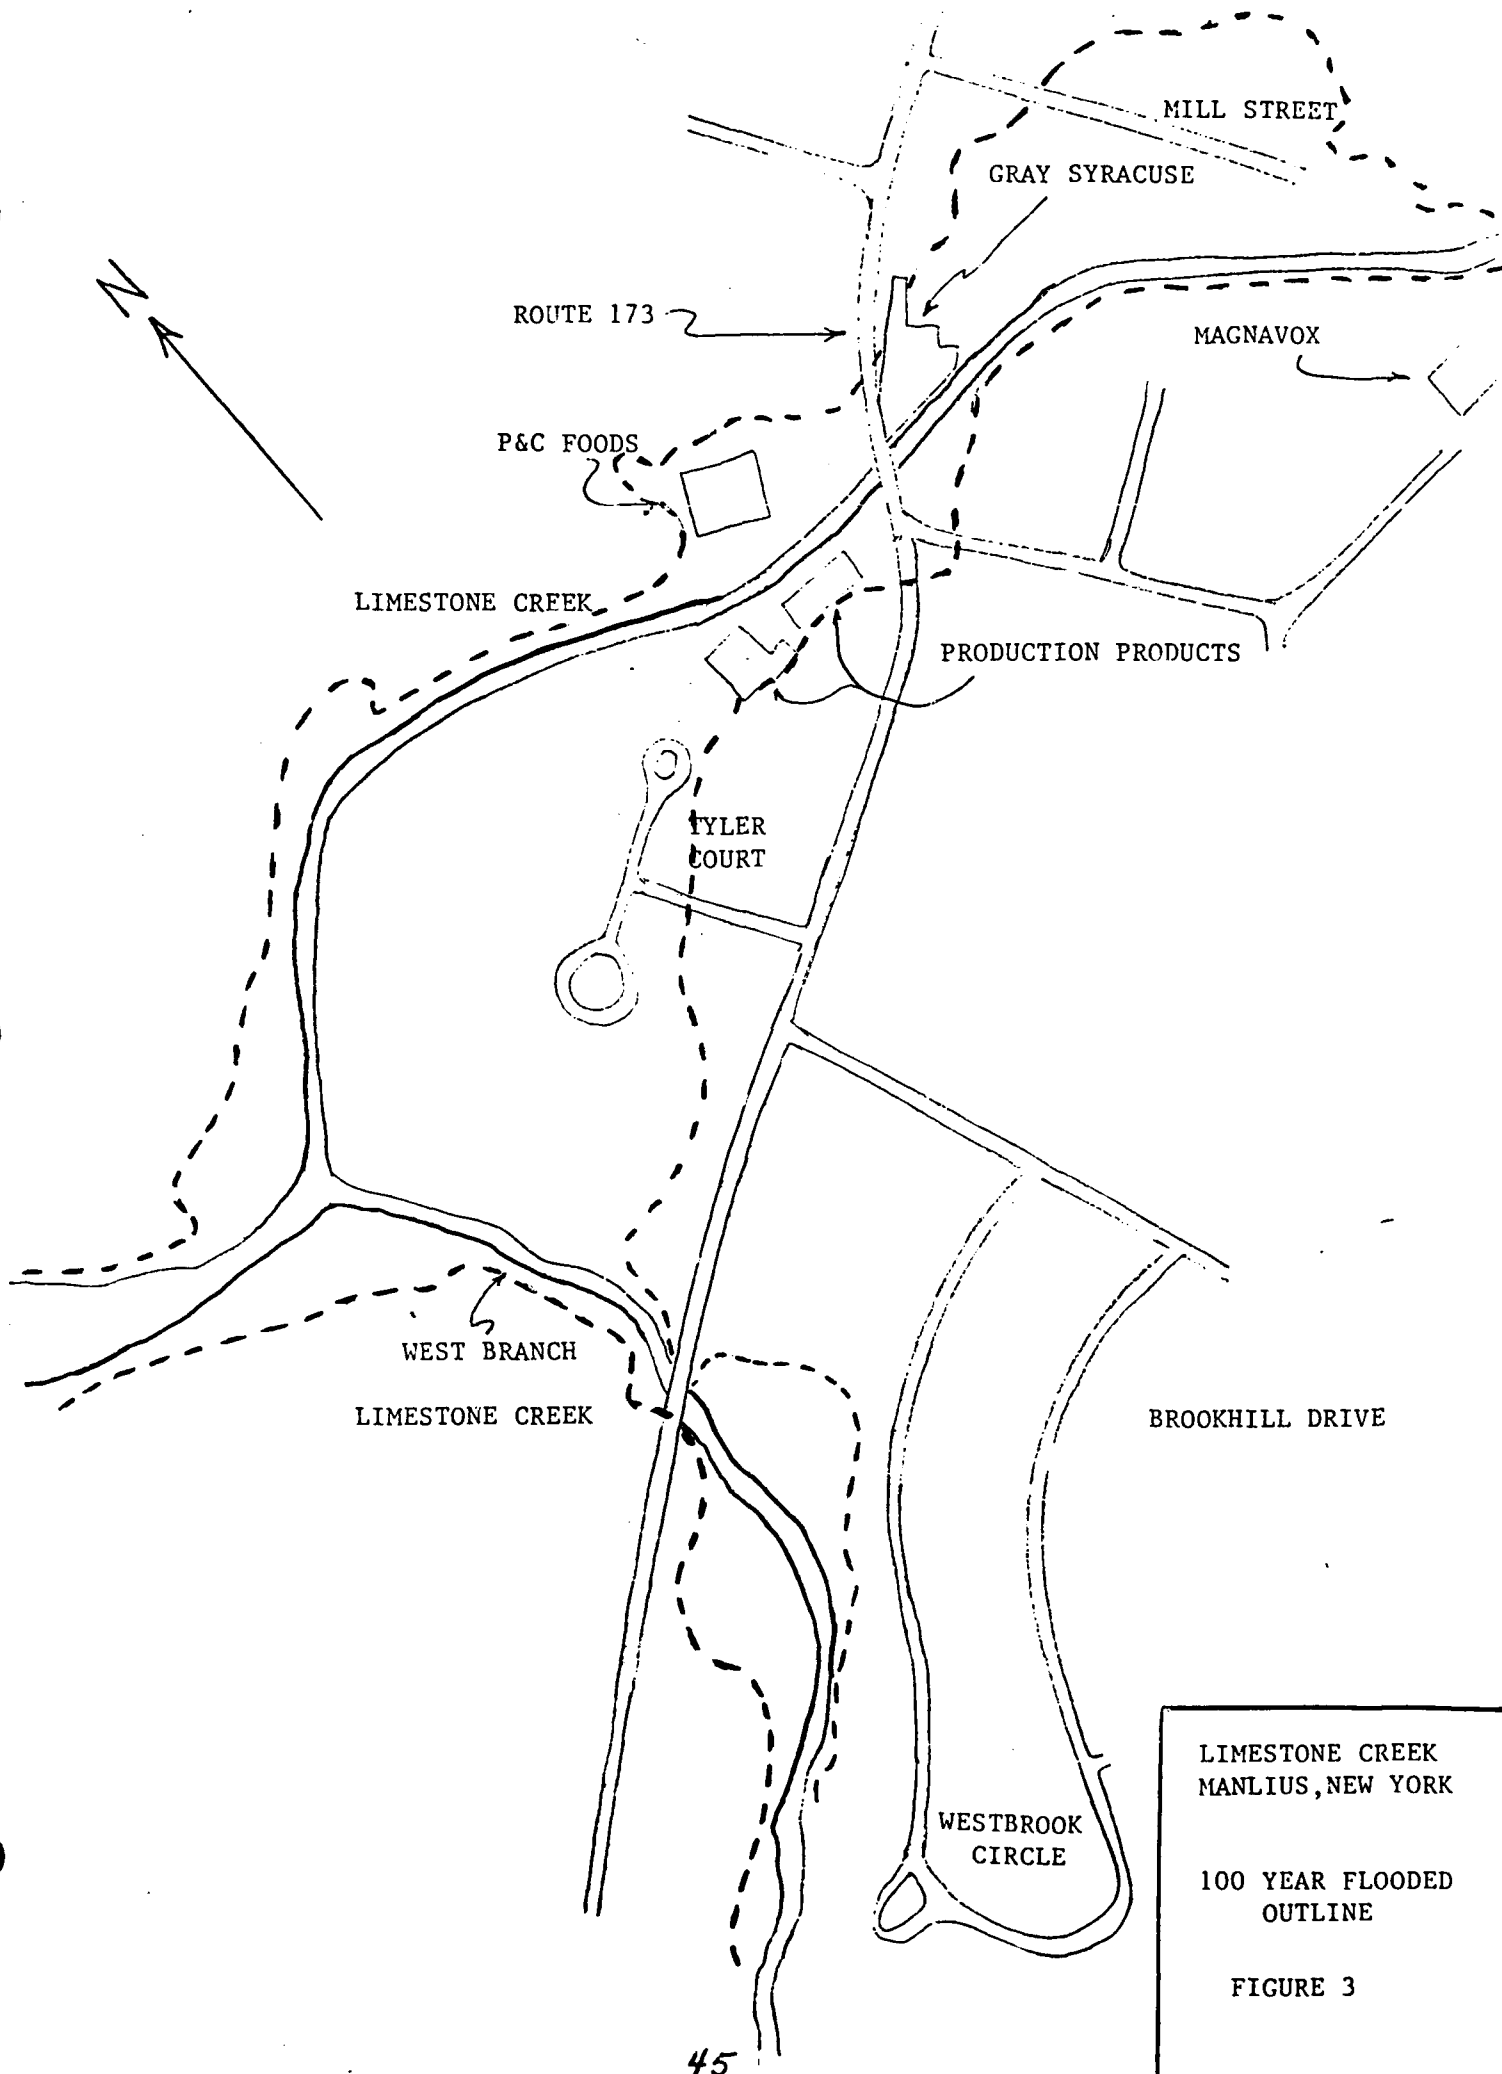 MILL STREET
GRAY SYRACUSE
N
ROUTE 173
MAGNAVOX
P&C FOODS
LIMESTONE CREEK
PRODUCTION PRODUCTS
TYLER
COURT
WEST BRANCH
LIMESTONE CREEK
BROOKHILL DRIVE
WESTBROOK
CIRCLE
LIMESTONE CREEK
MANLIUS, NEW YORK
100 YEAR FLOODED
OUTLINE
FIGURE 3
45